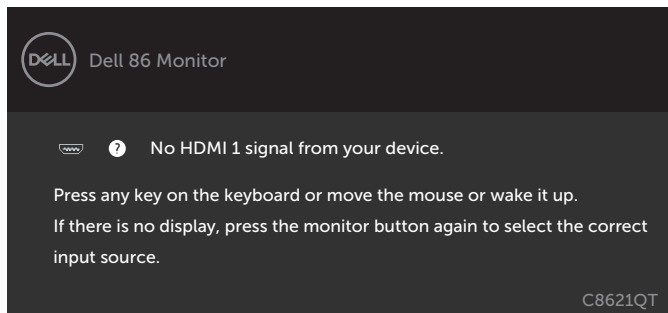 DELL Dell 86 Monitor
? No HDMI 1 signal from your device.
Press any key on the keyboard or move the mouse or wake it up.
If there is no display, press the monitor button again to select the correct
input source.
C8621QT